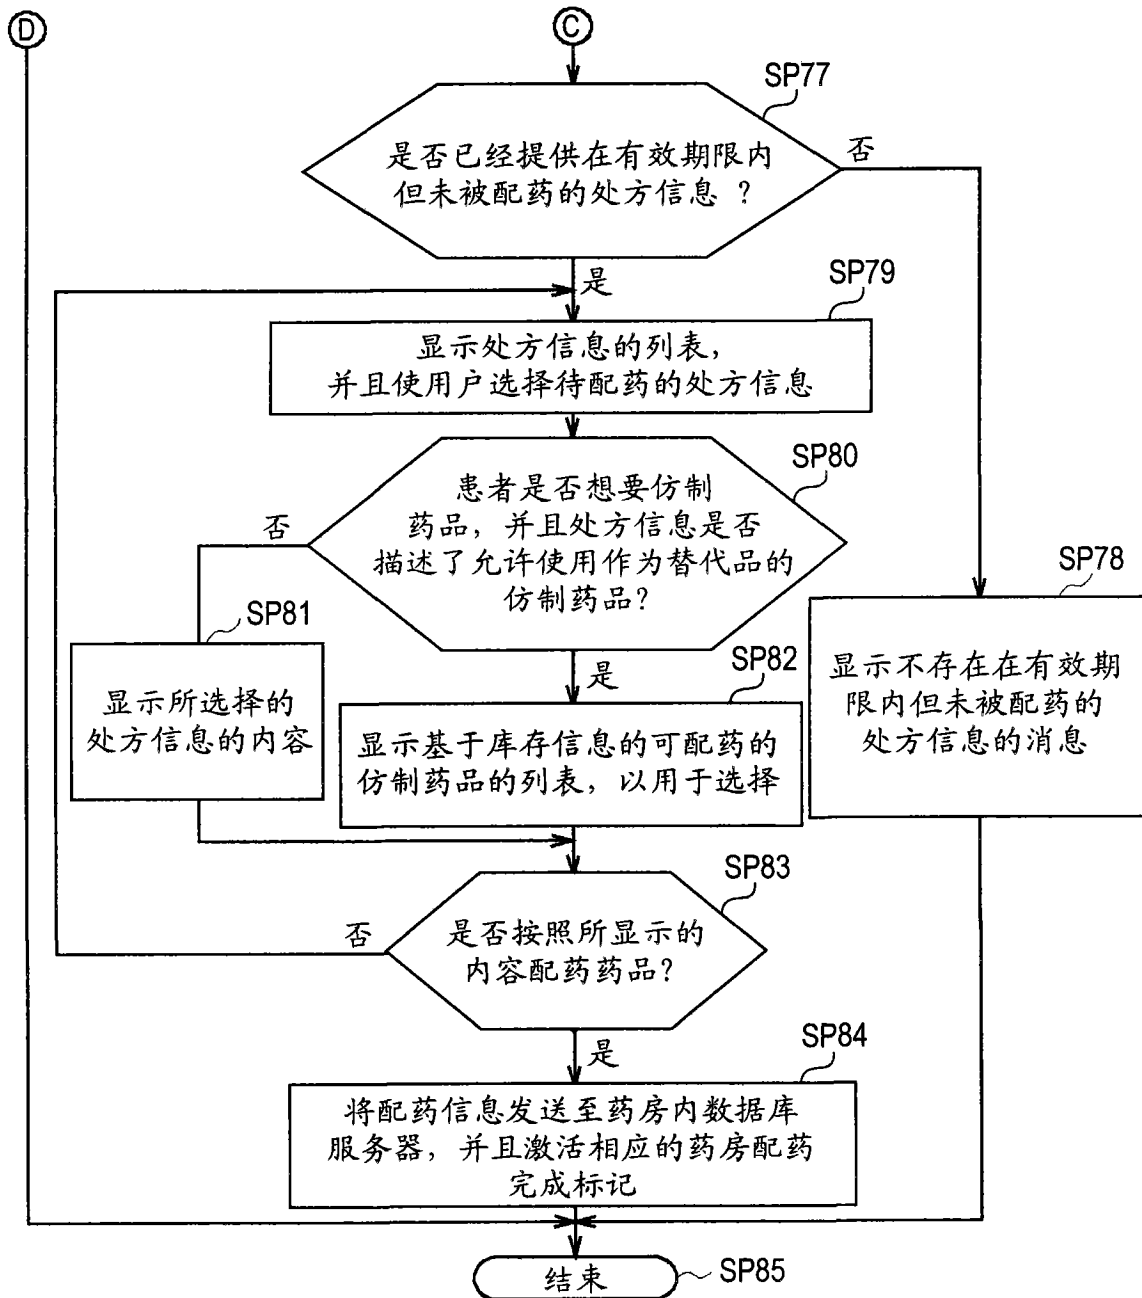 D
C
SP77
是否已经提供在有效期限内
但未被配药的处方信息 ？
否
是
SP79
显示处方信息的列表，
并且使用户选择待配药的处方信息
SP80
患者是否想要仿制
药品，并且处方信息是否
描述了允许使用作为替代品的
仿制药品？
否
是
SP81
显示所选择的
处方信息的内容
SP82
显示基于库存信息的可配药的
仿制药品的列表，以用于选择
SP78
显示不存在在有效期
限内但未被配药的
处方信息的消息
SP83
是否按照所显示的
内容配药药品？
否
是
SP84
将配药信息发送至药房内数据库
服务器，并且激活相应的药房配药
完成标记
结束
SP85